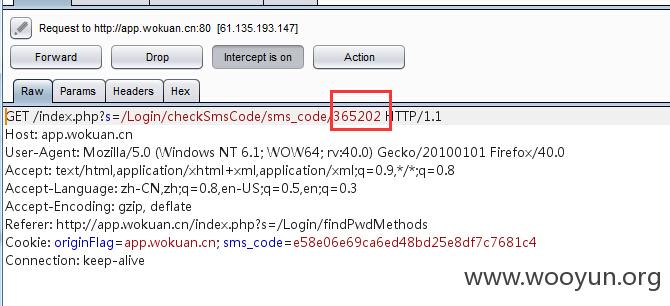 Request to http://app.wokuan.cn:80 [61.135.193.147]
Forward Drop Intercept is on Action
Raw Params Headers Hex
GET /index.php?s=/Login/checkSmsCode/sms_code/365202 HTTP/1.1
Host: app.wokuan.cn
User-Agent: Mozilla/5.0 (Windows NT 6.1; WOW64; rv:40.0) Gecko/20100101 Firefox/40.0
Accept: text/html,application/xhtml+xml,application/xml;q=0.9,*/*;q=0.8
Accept-Language: zh-CN,zh;q=0.8,en-US;q=0.5,en;q=0.3
Accept-Encoding: gzip, deflate
Referer: http://app.wokuan.cn/index.php?s=/Login/findPwdMethods
Cookie: originFlag=app.wokuan.cn; sms_code=e58e06e69ca6ed48bd25e8df7c7681c4
Connection: keep-alive
www.wooyun.org